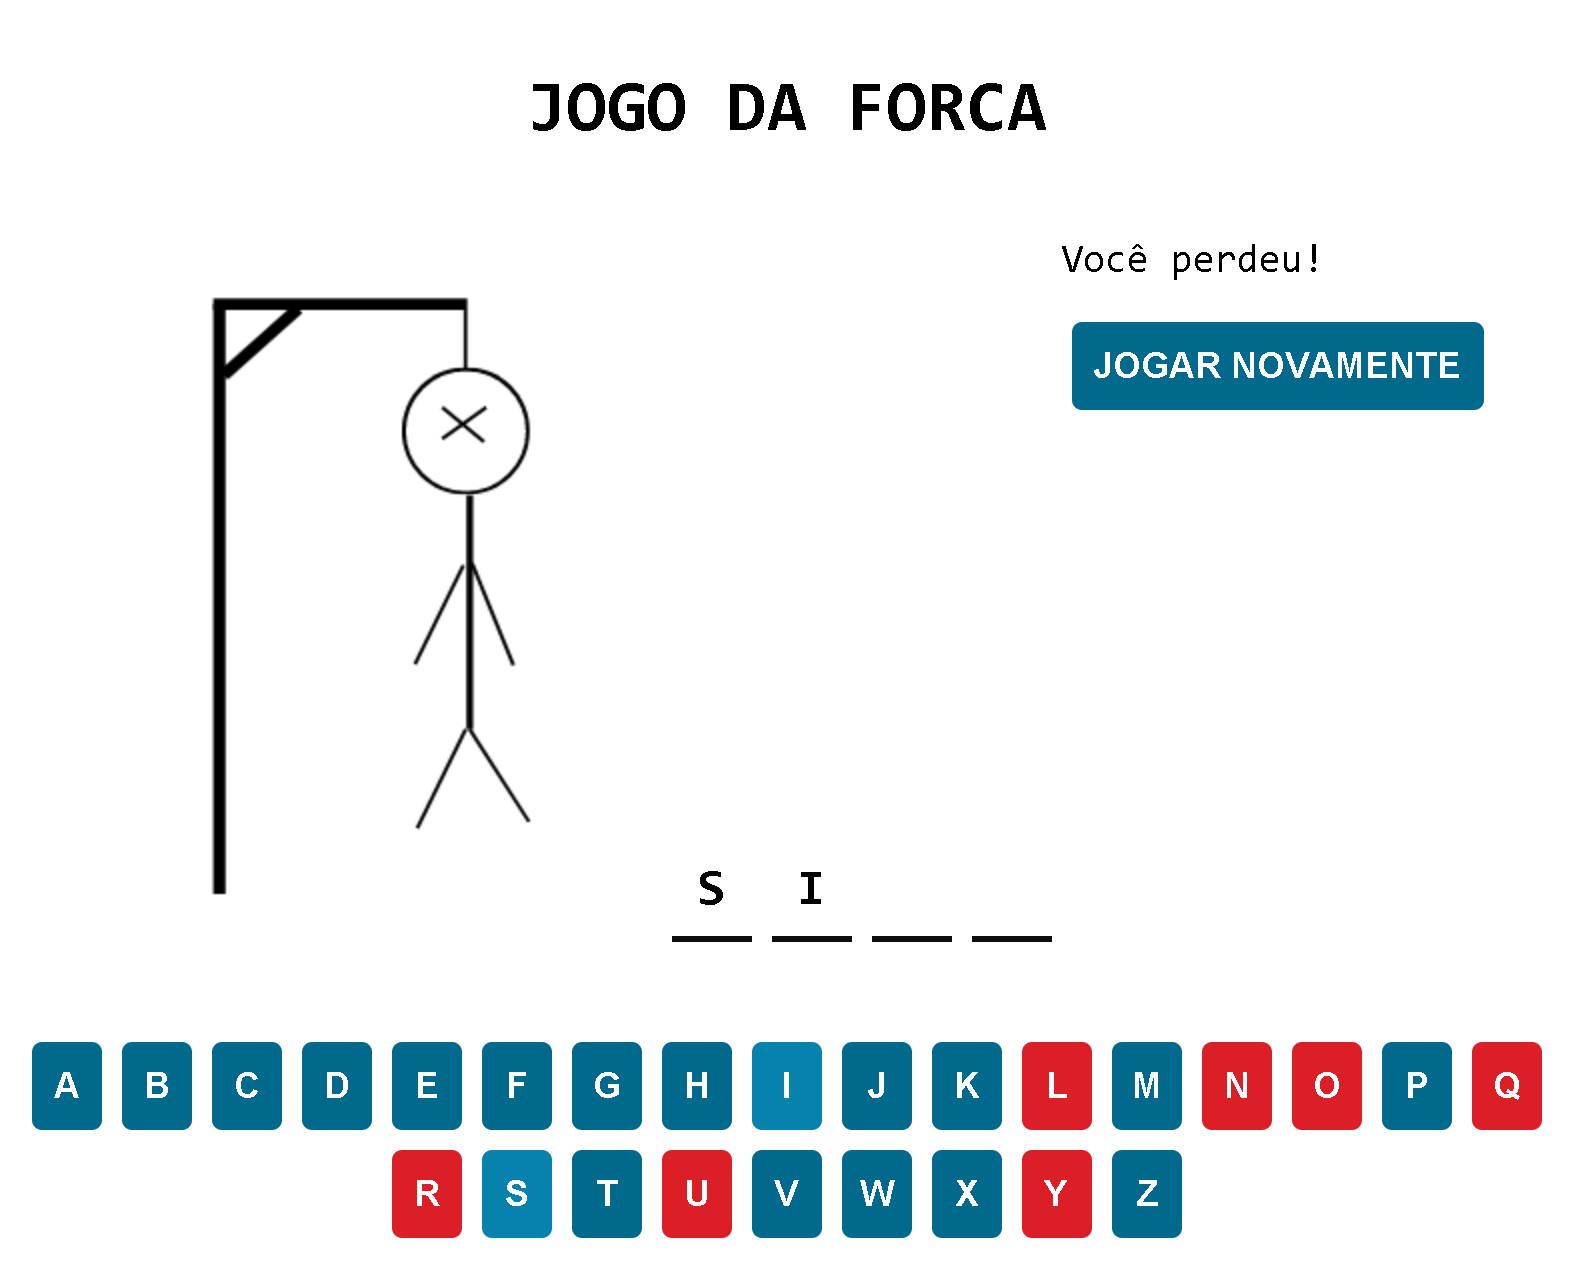 JOGO DA FORCA
Você perdeu!
JOGAR NOVAMENTE
S I
A B C D E F G H I J K L M N O P Q
R S T U V W X Y Z